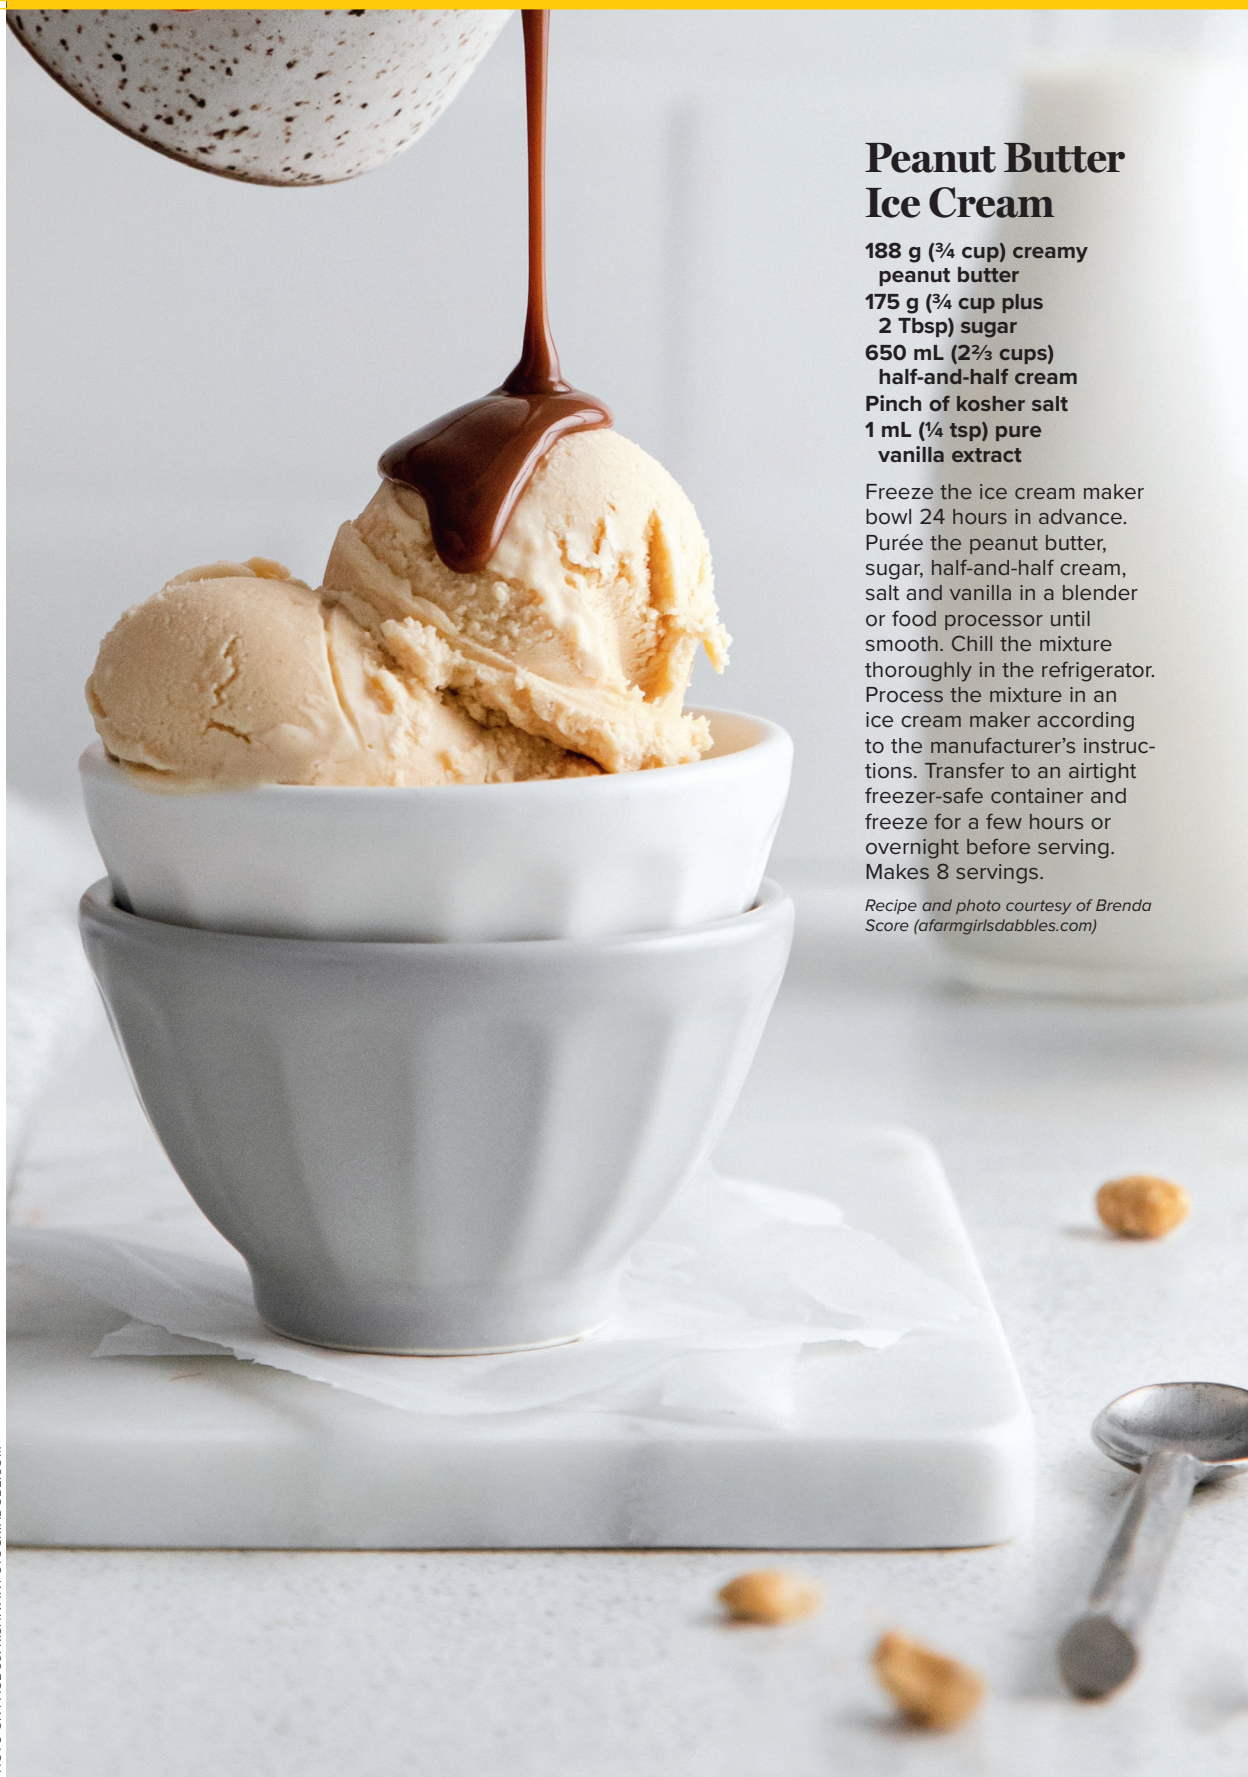 Peanut Butter
Ice Cream
188 g (¾ cup) creamy
peanut butter
175 g (¾ cup plus
2 Tbsp) sugar
650 mL (2⅔ cups)
half-and-half cream
Pinch of kosher salt
1 mL (¼ tsp) pure
vanilla extract
Freeze the ice cream maker
bowl 24 hours in advance.
Purée the peanut butter,
sugar, half-and-half cream,
salt and vanilla in a blender
or food processor until
smooth. Chill the mixture
thoroughly in the refrigerator.
Process the mixture in an
ice cream maker according
to the manufacturer’s instruc-
tions. Transfer to an airtight
freezer-safe container and
freeze for a few hours or
overnight before serving.
Makes 8 servings.
Recipe and photo courtesy of Brenda
Score (afarmgirlsdabbles.com)